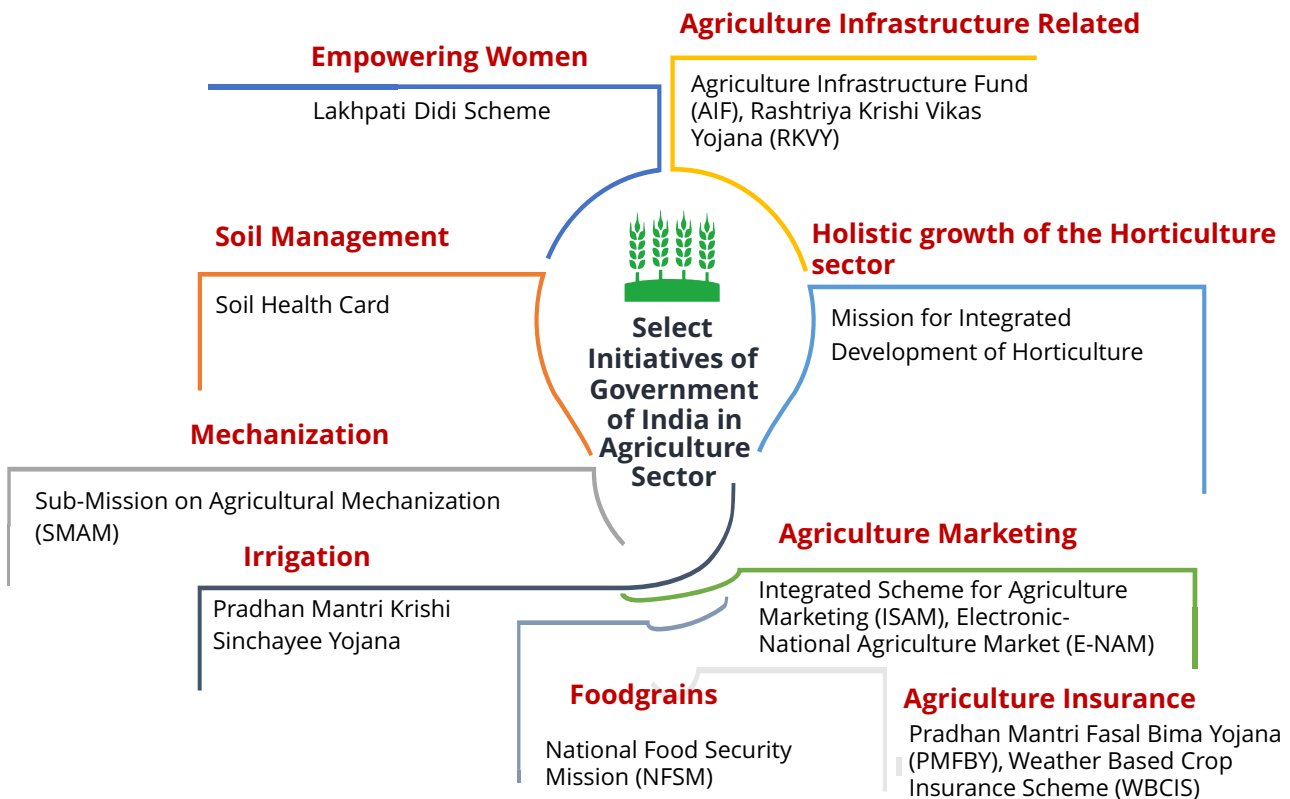 Agriculture Infrastructure Related
Agriculture Infrastructure Fund
(AIF), Rashtriya Krishi Vikas
Yojana (RKVY)
Empowering Women
Lakhpati Didi Scheme
Soil Management
Soil Health Card
Holistic growth of the Horticulture
sector
Mission for Integrated
Development of Horticulture
Select
Initiatives of
Government
of India in
Agriculture
Sector
Mechanization
Sub-Mission on Agricultural Mechanization
(SMAM)
Irrigation
Pradhan Mantri Krishi
Sinchayee Yojana
Agriculture Marketing
Integrated Scheme for Agriculture
Marketing (ISAM), Electronic-
National Agriculture Market (E-NAM)
Foodgrains
National Food Security
Mission (NFSM)
Agriculture Insurance
Pradhan Mantri Fasal Bima Yojana
(PMFBY), Weather Based Crop
Insurance Scheme (WBCIS)